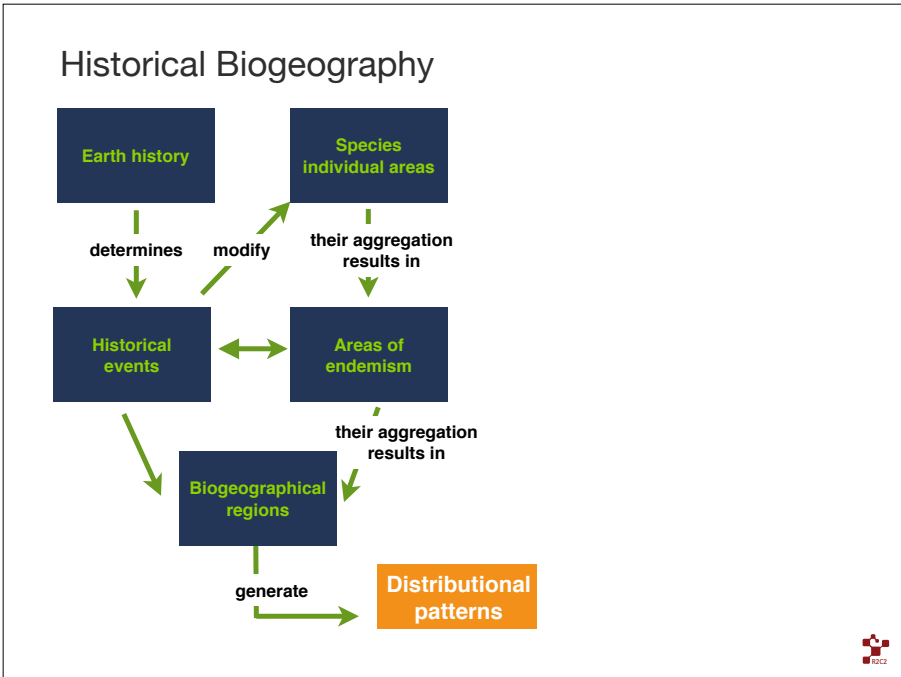 Historical Biogeography
Earth history
Species
individual areas
determines
modify
their aggregation
results in
Historical
events
Areas of
endemism
their aggregation
results in
Biogeographical
regions
generate
Distributional
patterns
R2C2